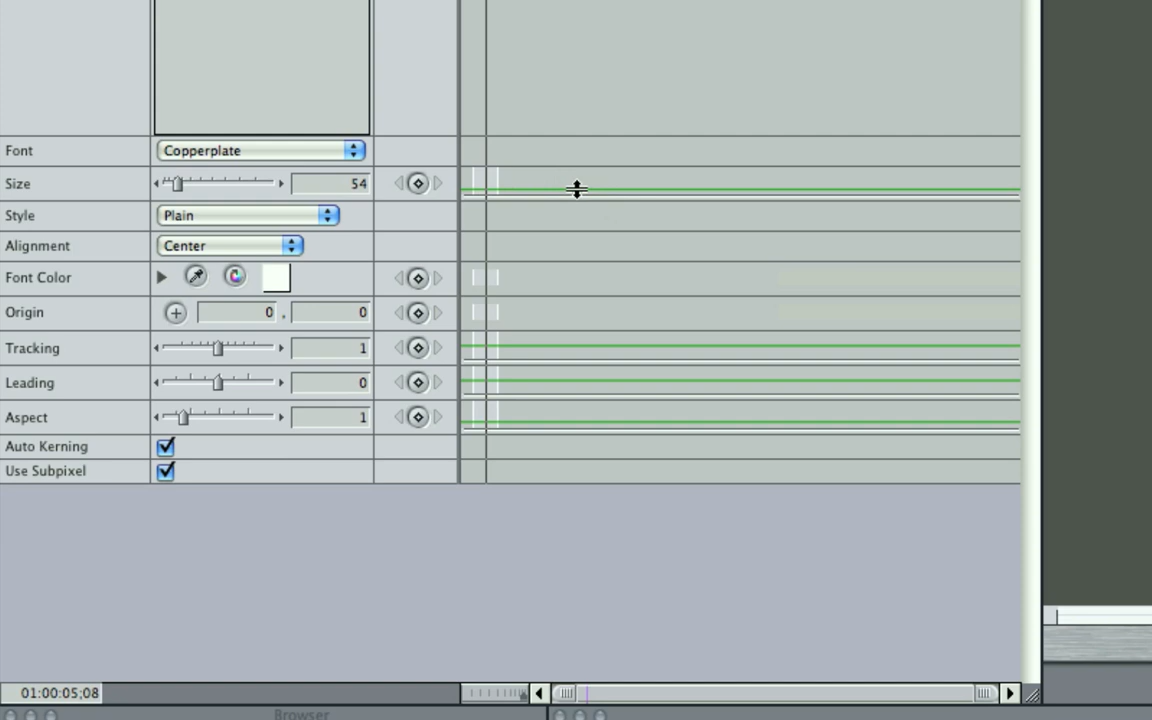 Font Copperplate
Size 54
Style Plain
Alignment Center
Font Color
Origin 0 , 0
Tracking 1
Leading 0
Aspect 1
Auto Kerning
Use Subpixel
01:00:05;08
Browser